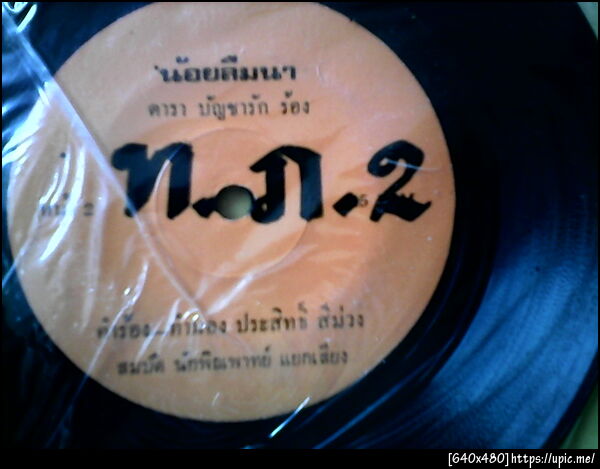 น้อยลืมนา
ดารา บัญชารัก ร้อง
ท.ภ.2
คำร้อง - ทำนอง ประสิทธิ์ สีม่วง
สมบัติ นักพิณพาทย์ แยกเสียง
[640x480]https://upic.me/